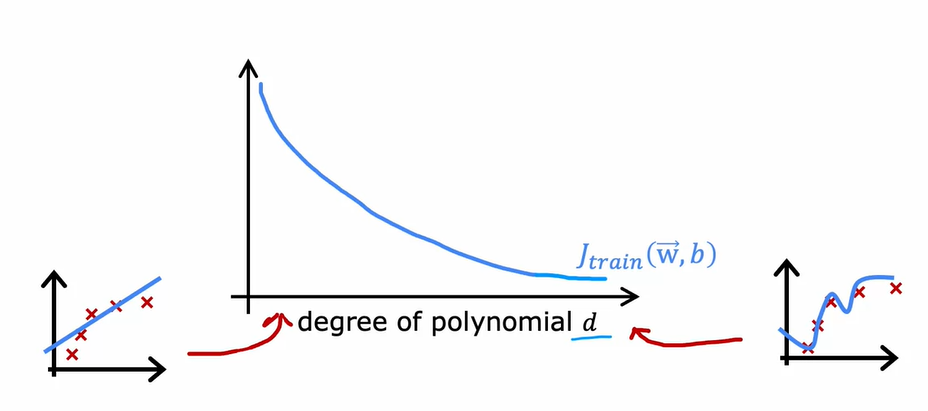 J_train(w⃗, b)
degree of polynomial d